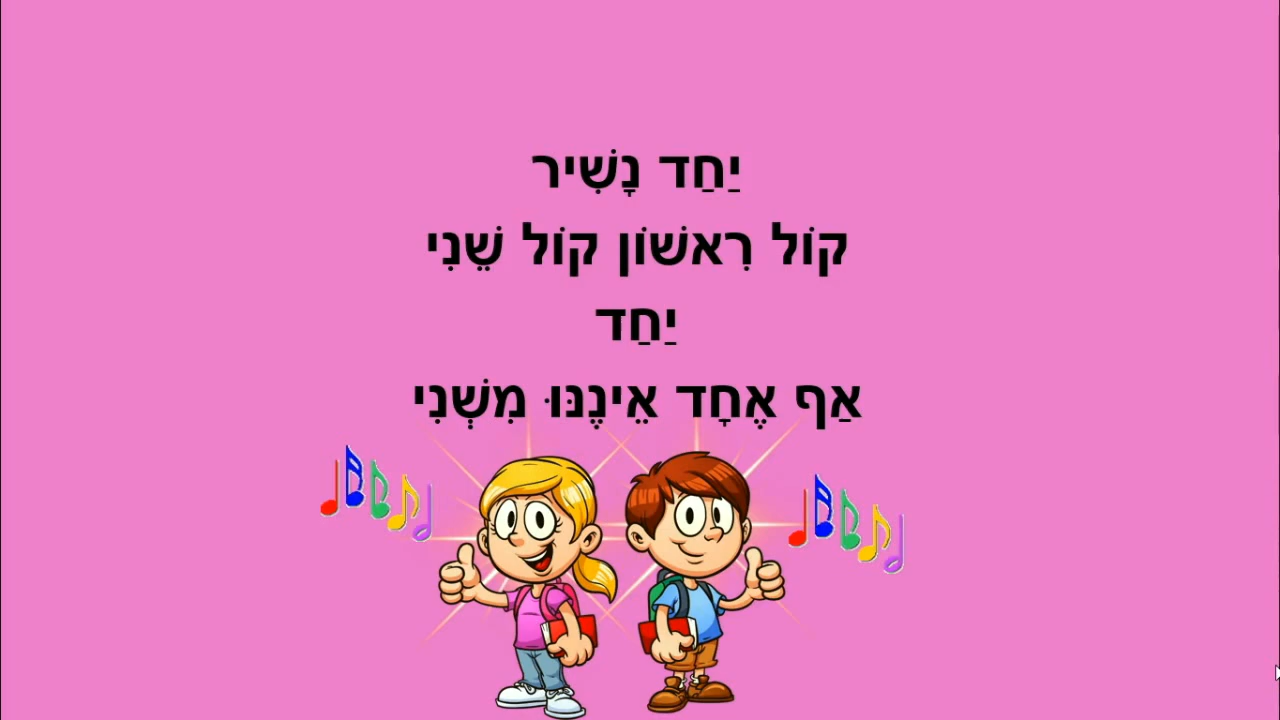 יַחַד נָשִׁיר
קוֹל רִאשׁוֹן קוֹל שֵׁנִי
יַחַד
אַף אֶחָד אֵינֶנּוּ מִשְׁנִי